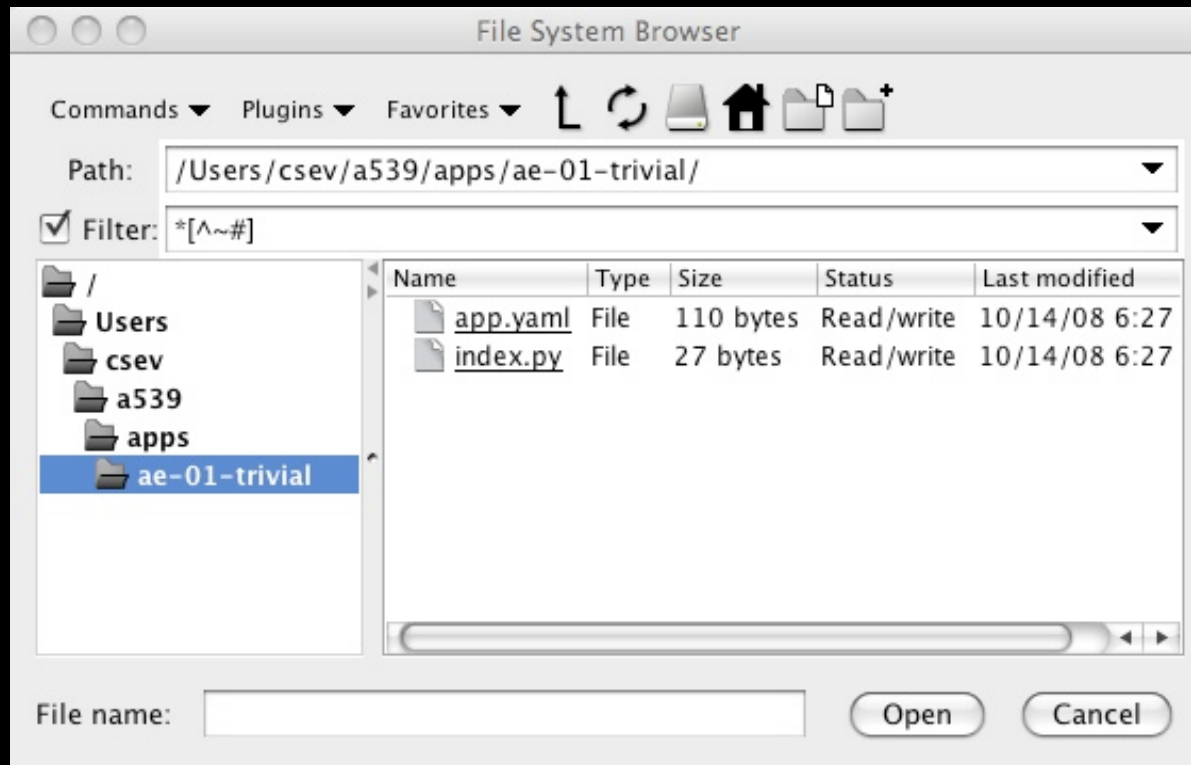 File System Browser
Commands Plugins Favorites
Path: /Users/csev/a539/apps/ae-01-trivial/
Filter: *[^~#]
/
Users
csev
a539
apps
ae-01-trivial
Name Type Size Status Last modified
app.yaml File 110 bytes Read/write 10/14/08 6:27
index.py File 27 bytes Read/write 10/14/08 6:27
File name: Open Cancel